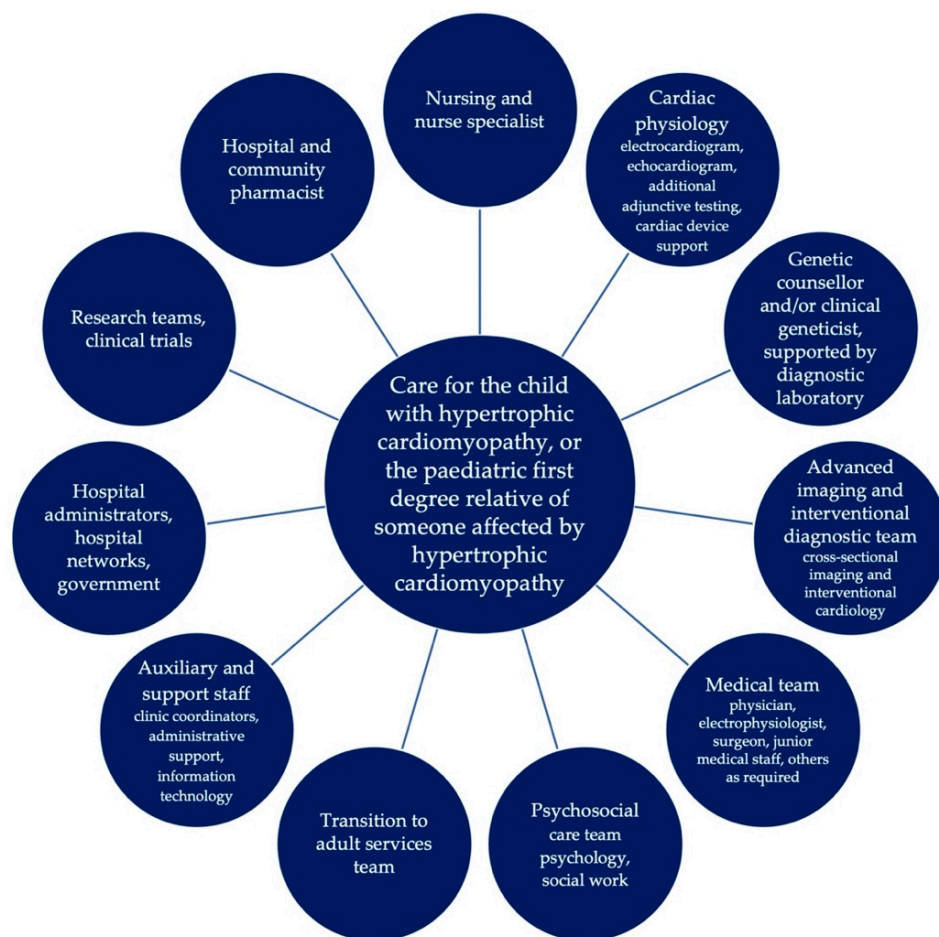 Nursing and
nurse specialist
Cardiac
physiology
electrocardiogram,
echocardiogram,
additional
adjunctive testing,
cardiac device
support
Genetic
counsellor
and/or clinical
geneticist,
supported by
diagnostic
laboratory
Advanced
imaging and
interventional
diagnostic team
cross-sectional
imaging and
interventional
cardiology
Medical team
physician,
electrophysiologist,
surgeon, junior
medical staff, others
as required
Psychosocial
care team
psychology,
social work
Transition to
adult services
team
Auxiliary and
support staff
clinic coordinators,
administrative
support,
information
technology
Hospital
administrators,
hospital
networks,
government
Research teams,
clinical trials
Hospital and
community
pharmacist
Care for the child
with hypertrophic
cardiomyopathy, or
the paediatric first
degree relative of
someone affected by
hypertrophic
cardiomyopathy